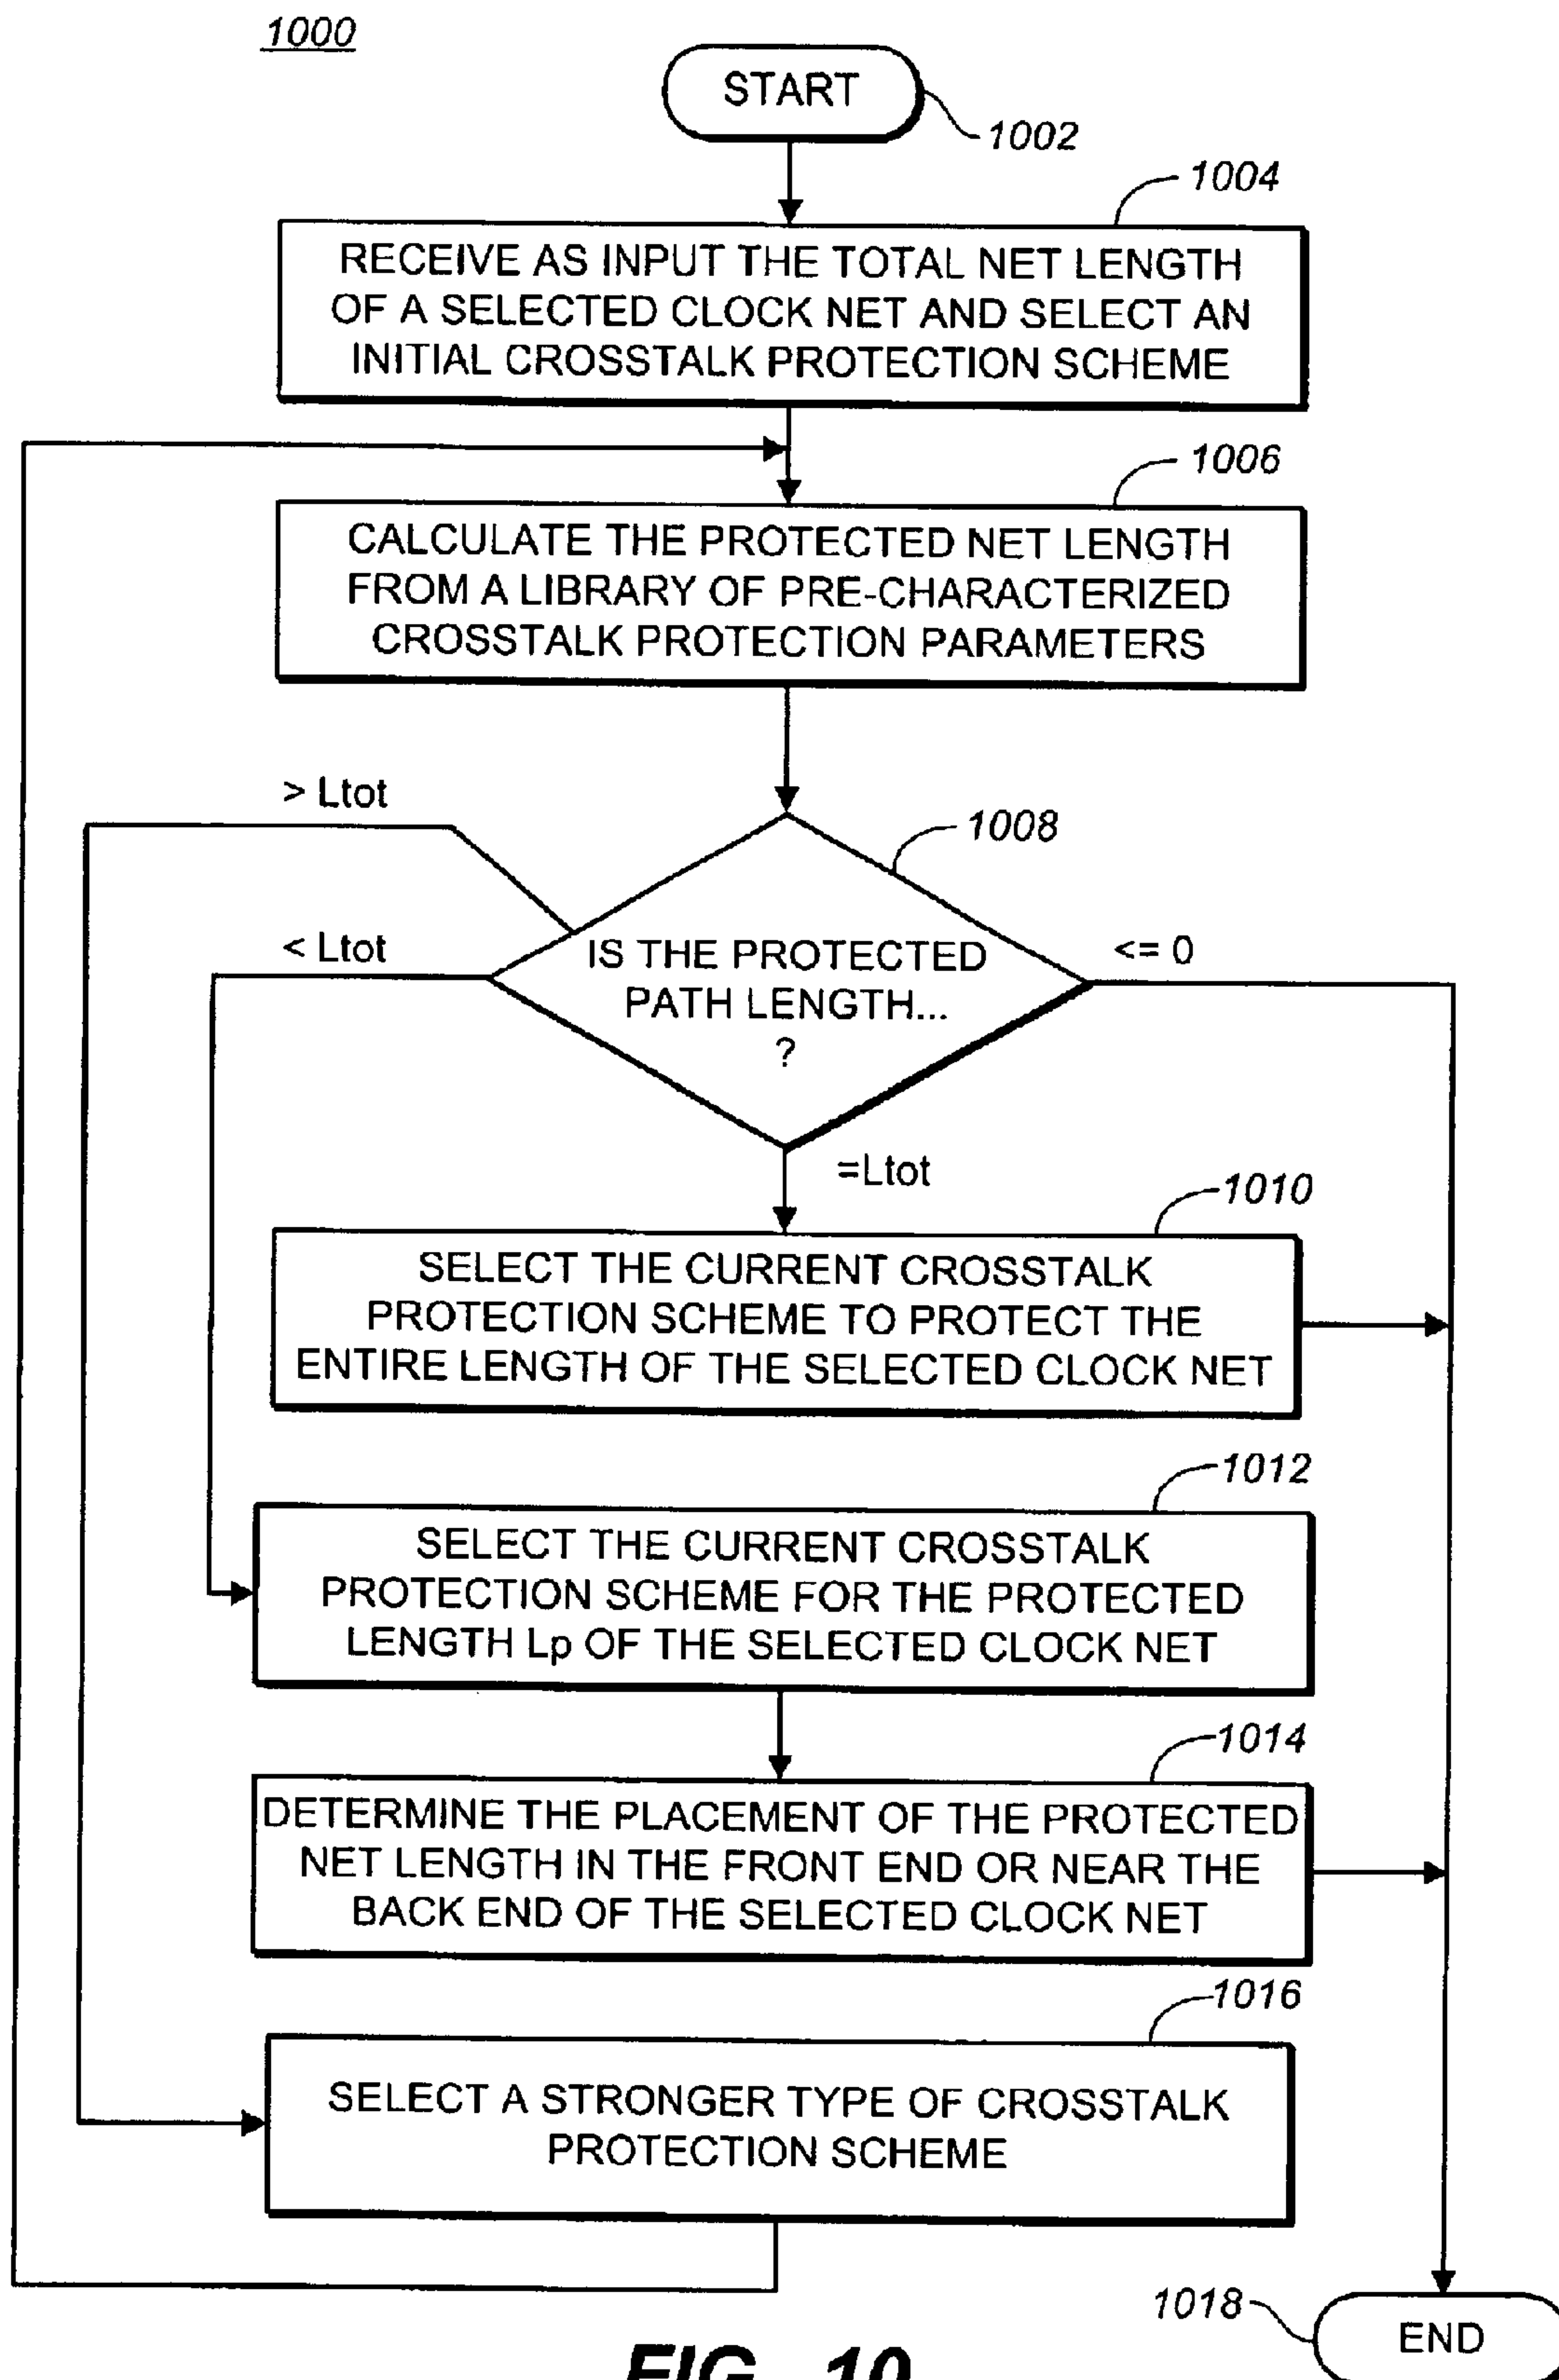 1000
START
1002
1004
RECEIVE AS INPUT THE TOTAL NET LENGTH
OF A SELECTED CLOCK NET AND SELECT AN
INITIAL CROSSTALK PROTECTION SCHEME
1006
CALCULATE THE PROTECTED NET LENGTH
FROM A LIBRARY OF PRE-CHARACTERIZED
CROSSTALK PROTECTION PARAMETERS
> Ltot
1008
< Ltot
<= 0
IS THE PROTECTED
PATH LENGTH...
?
=Ltot
1010
SELECT THE CURRENT CROSSTALK
PROTECTION SCHEME TO PROTECT THE
ENTIRE LENGTH OF THE SELECTED CLOCK NET
1012
SELECT THE CURRENT CROSSTALK
PROTECTION SCHEME FOR THE PROTECTED
LENGTH Lp OF THE SELECTED CLOCK NET
1014
DETERMINE THE PLACEMENT OF THE PROTECTED
NET LENGTH IN THE FRONT END OR NEAR THE
BACK END OF THE SELECTED CLOCK NET
1016
SELECT A STRONGER TYPE OF CROSSTALK
PROTECTION SCHEME
1018
END
FIG._10